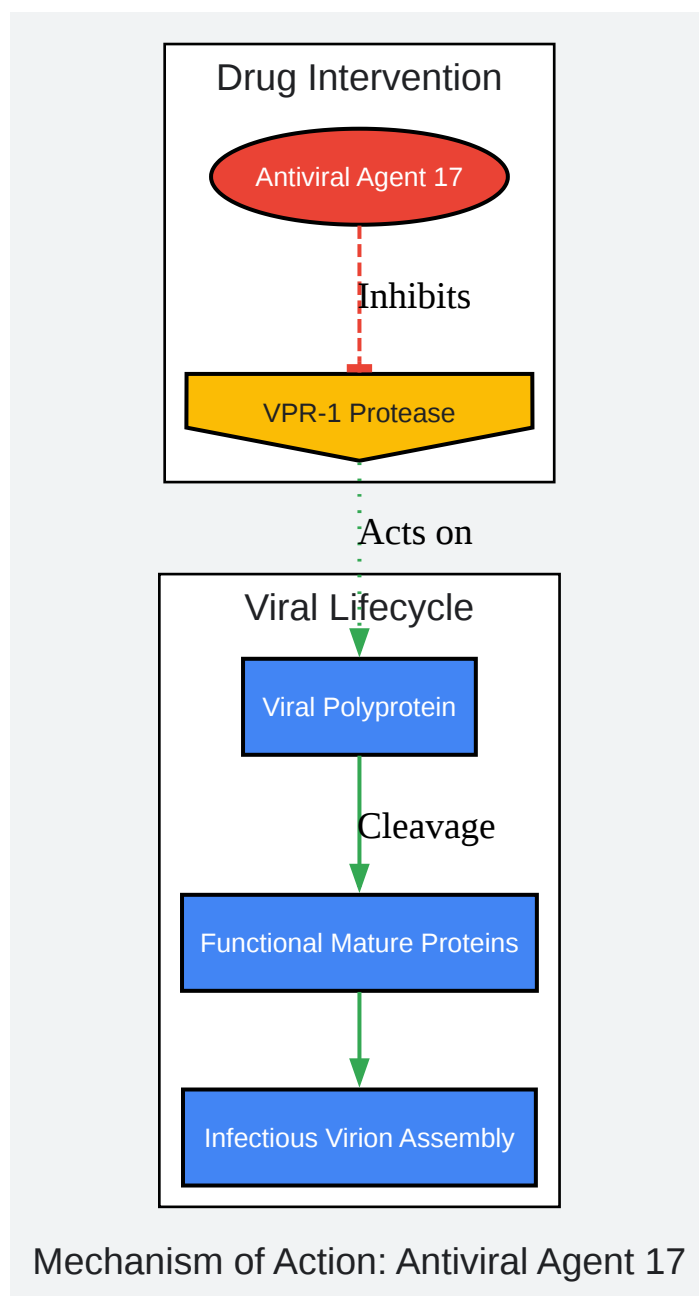 Drug Intervention
Antiviral Agent 17
Inhibits
VPR-1 Protease
Acts on
Viral Lifecycle
Viral Polyprotein
Cleavage
Functional Mature Proteins
Infectious Virion Assembly
Mechanism of Action: Antiviral Agent 17